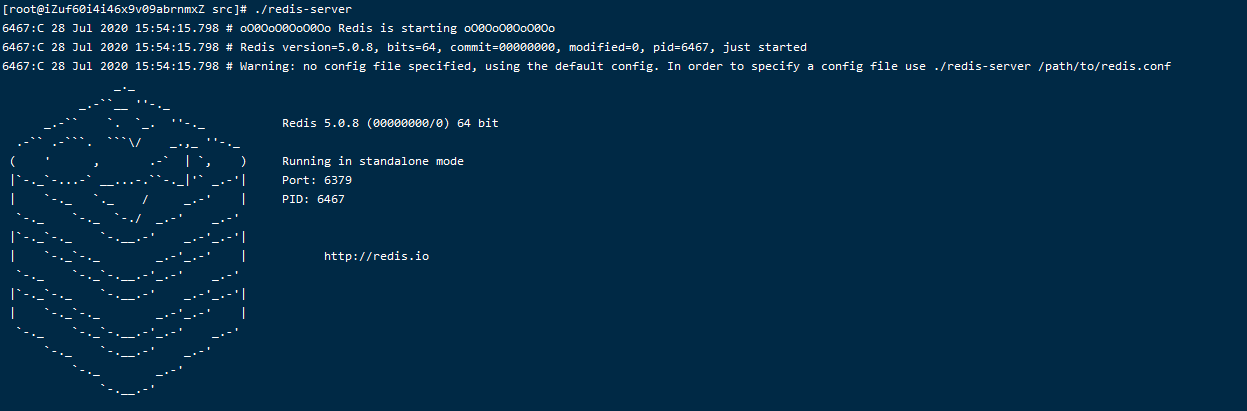 [root@iZuf60i4i46x9v09abrnmxZ src]# ./redis-server
6467:C 28 Jul 2020 15:54:15.798 # oO0OoO0OoO0Oo Redis is starting oO0OoO0OoO0Oo
6467:C 28 Jul 2020 15:54:15.798 # Redis version=5.0.8, bits=64, commit=00000000, modified=0, pid=6467, just started
6467:C 28 Jul 2020 15:54:15.798 # Warning: no config file specified, using the default config. In order to specify a config file use ./redis-server /path/to/redis.conf
Redis 5.0.8 (00000000/0) 64 bit
Running in standalone mode
Port: 6379
PID: 6467
http://redis.io